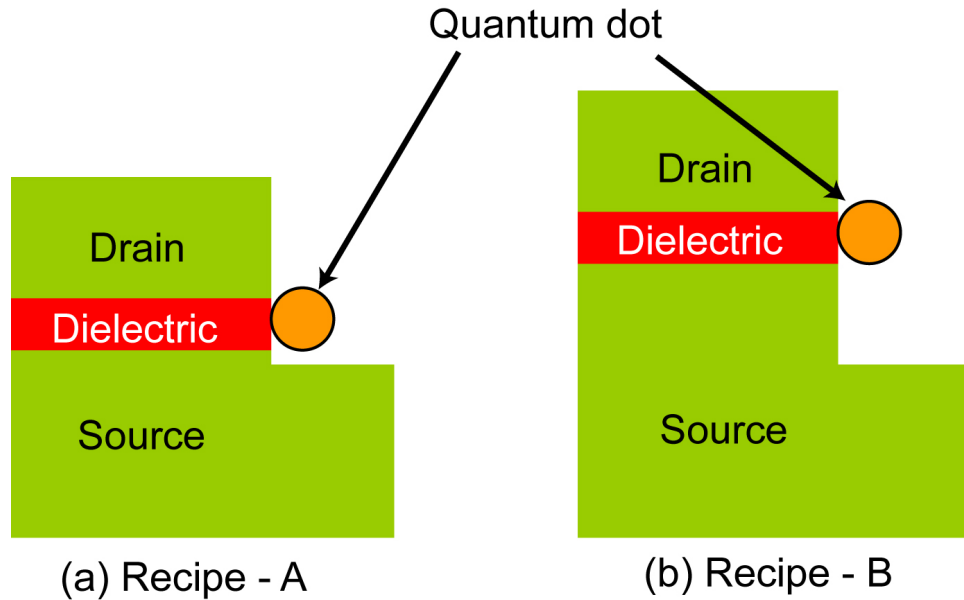 Quantum dot
Drain
Dielectric
Source
(a) Recipe - A
Drain
Dielectric
Source
(b) Recipe - B